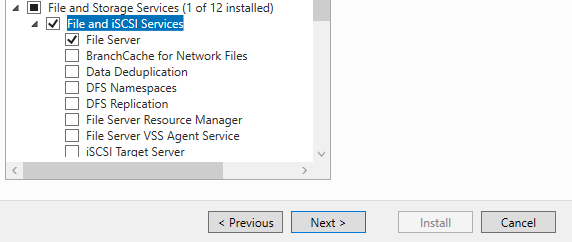 File and Storage Services (1 of 12 installed)
File and iSCSI Services
File Server
BranchCache for Network Files
Data Deduplication
DFS Namespaces
DFS Replication
File Server Resource Manager
File Server VSS Agent Service
iSCSI Target Server
< Previous Next > Install Cancel